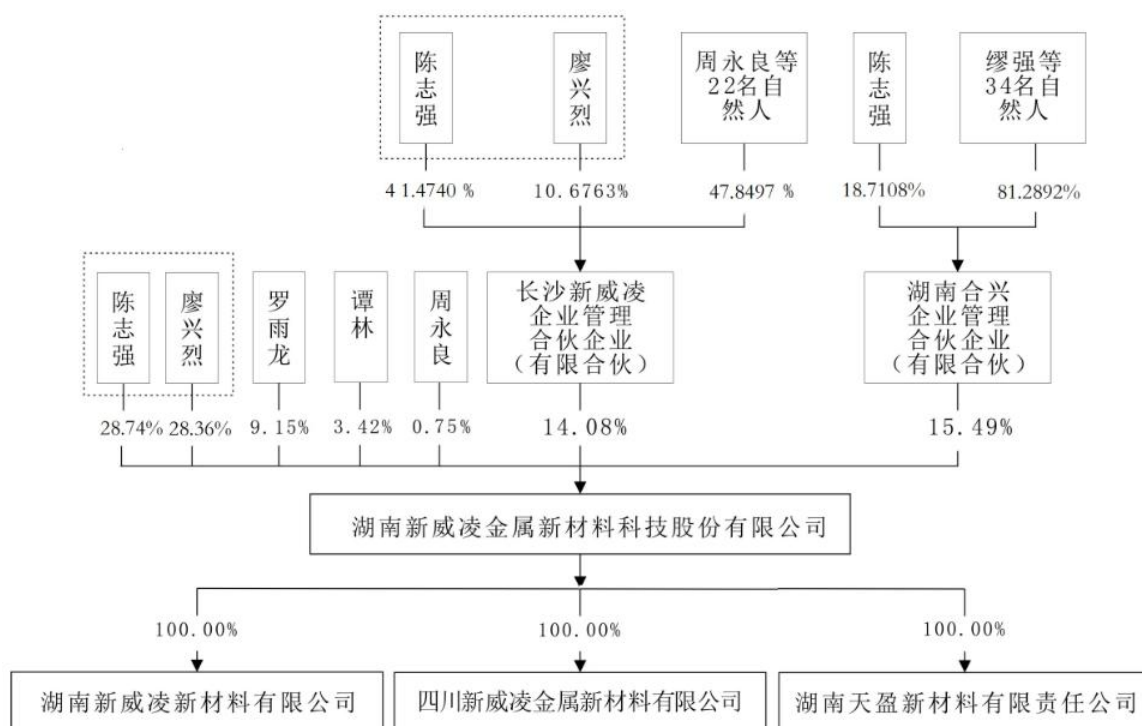 陈志强
廖兴烈
周永良等
22名自
然人
陈志强
缪强等
34名自
然人
41.4740 %
10.6763%
47.8497 %
18.7108%
81.2892%
陈志强
廖兴烈
罗雨龙
谭林
周永良
长沙新威凌
企业管理
合伙企业
（有限合伙）
湖南合兴
企业管理
合伙企业
（有限合伙）
28.74%
28.36%
9.15%
3.42%
0.75%
14.08%
15.49%
湖南新威凌金属新材料科技股份有限公司
100.00%
100.00%
100.00%
湖南新威凌新材料有限公司
四川新威凌金属新材料有限公司
湖南天盈新材料有限责任公司